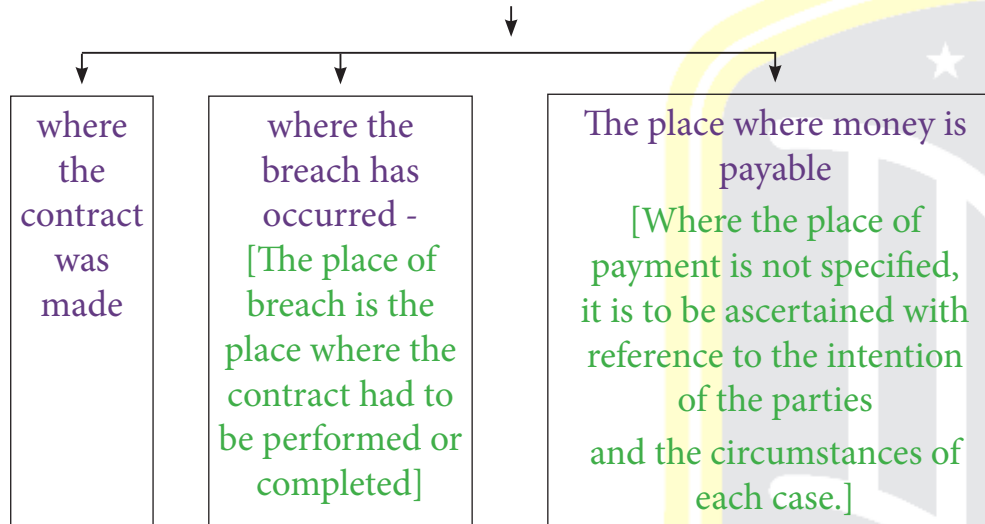 where
the
contract
was
made
where the
breach has
occurred -
[The place of
breach is the
place where the
contract had to
be performed or
completed]
The place where money is
payable
[Where the place of
payment is not specified,
it is to be ascertained with
reference to the intention
of the parties
and the circumstances of
each case.]